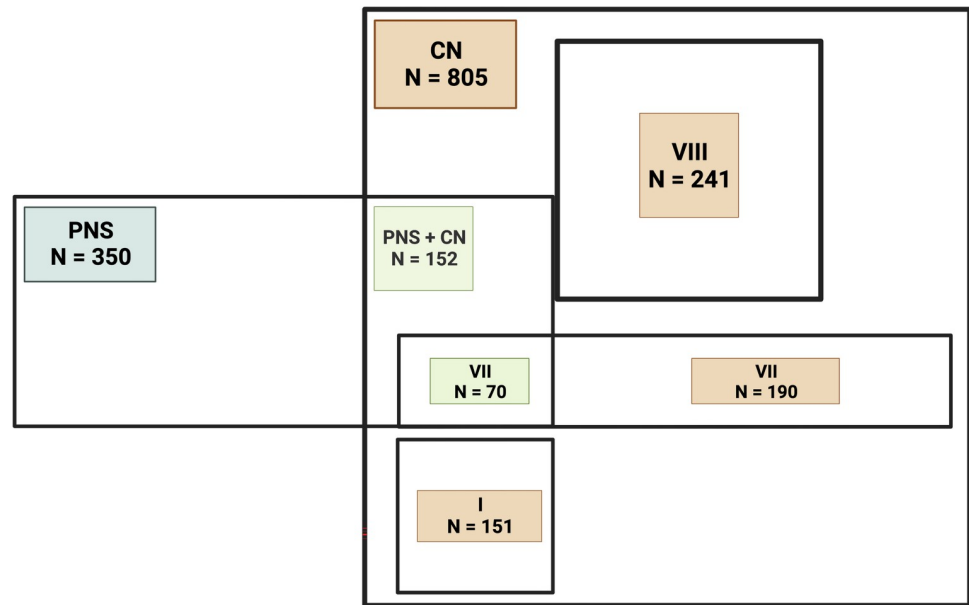 CN
N = 805
VIII
N = 241
PNS
N = 350
PNS + CN
N = 152
VII
N = 70
VII
N = 190
I
N = 151